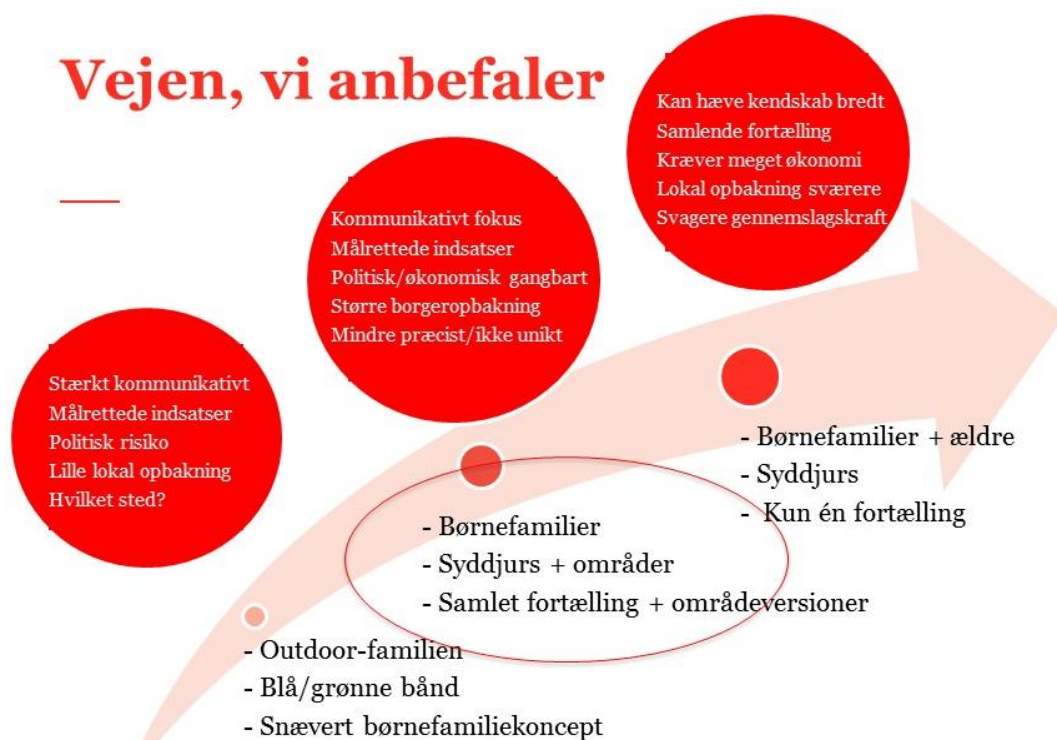 Vejen, vi anbefaler
Stærkt kommunikativt
Målrettede indsatser
Politisk risiko
Lille lokal opbakning
Hvilket sted?
Kommunikativt fokus
Målrettede indsatser
Politisk/økonomisk gangbart
Større borgeropbakning
Mindre præcist/ikke unikt
Kan hæve kendskab bredt
Samlende fortælling
Kræver meget økonomi
Lokal opbakning sværere
Svagere gennemslagskraft
- Outdoor-familien
- Blå/grønne bånd
- Snævert børnefamiliekoncept
- Børnefamilier
- Syddjurs + områder
- Samlet fortælling + områdeversioner
- Børnefamilier + ældre
- Syddjurs
- Kun én fortælling